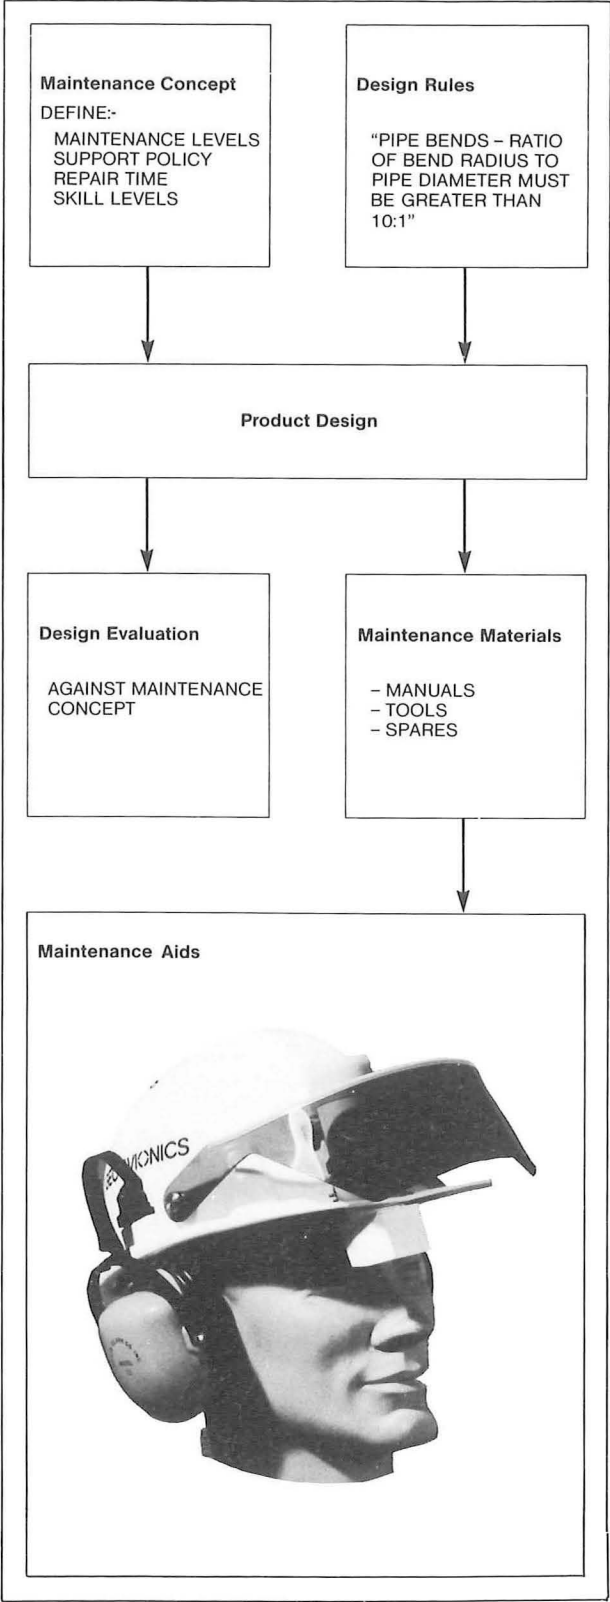 Maintenance Concept
DEFINE:-
MAINTENANCE LEVELS
SUPPORT POLICY
REPAIR TIME
SKILL LEVELS
Design Rules
“PIPE BENDS – RATIO
OF BEND RADIUS TO
PIPE DIAMETER MUST
BE GREATER THAN
10:1”
Product Design
Design Evaluation
AGAINST MAINTENANCE
CONCEPT
Maintenance Materials
– MANUALS
– TOOLS
– SPARES
Maintenance Aids